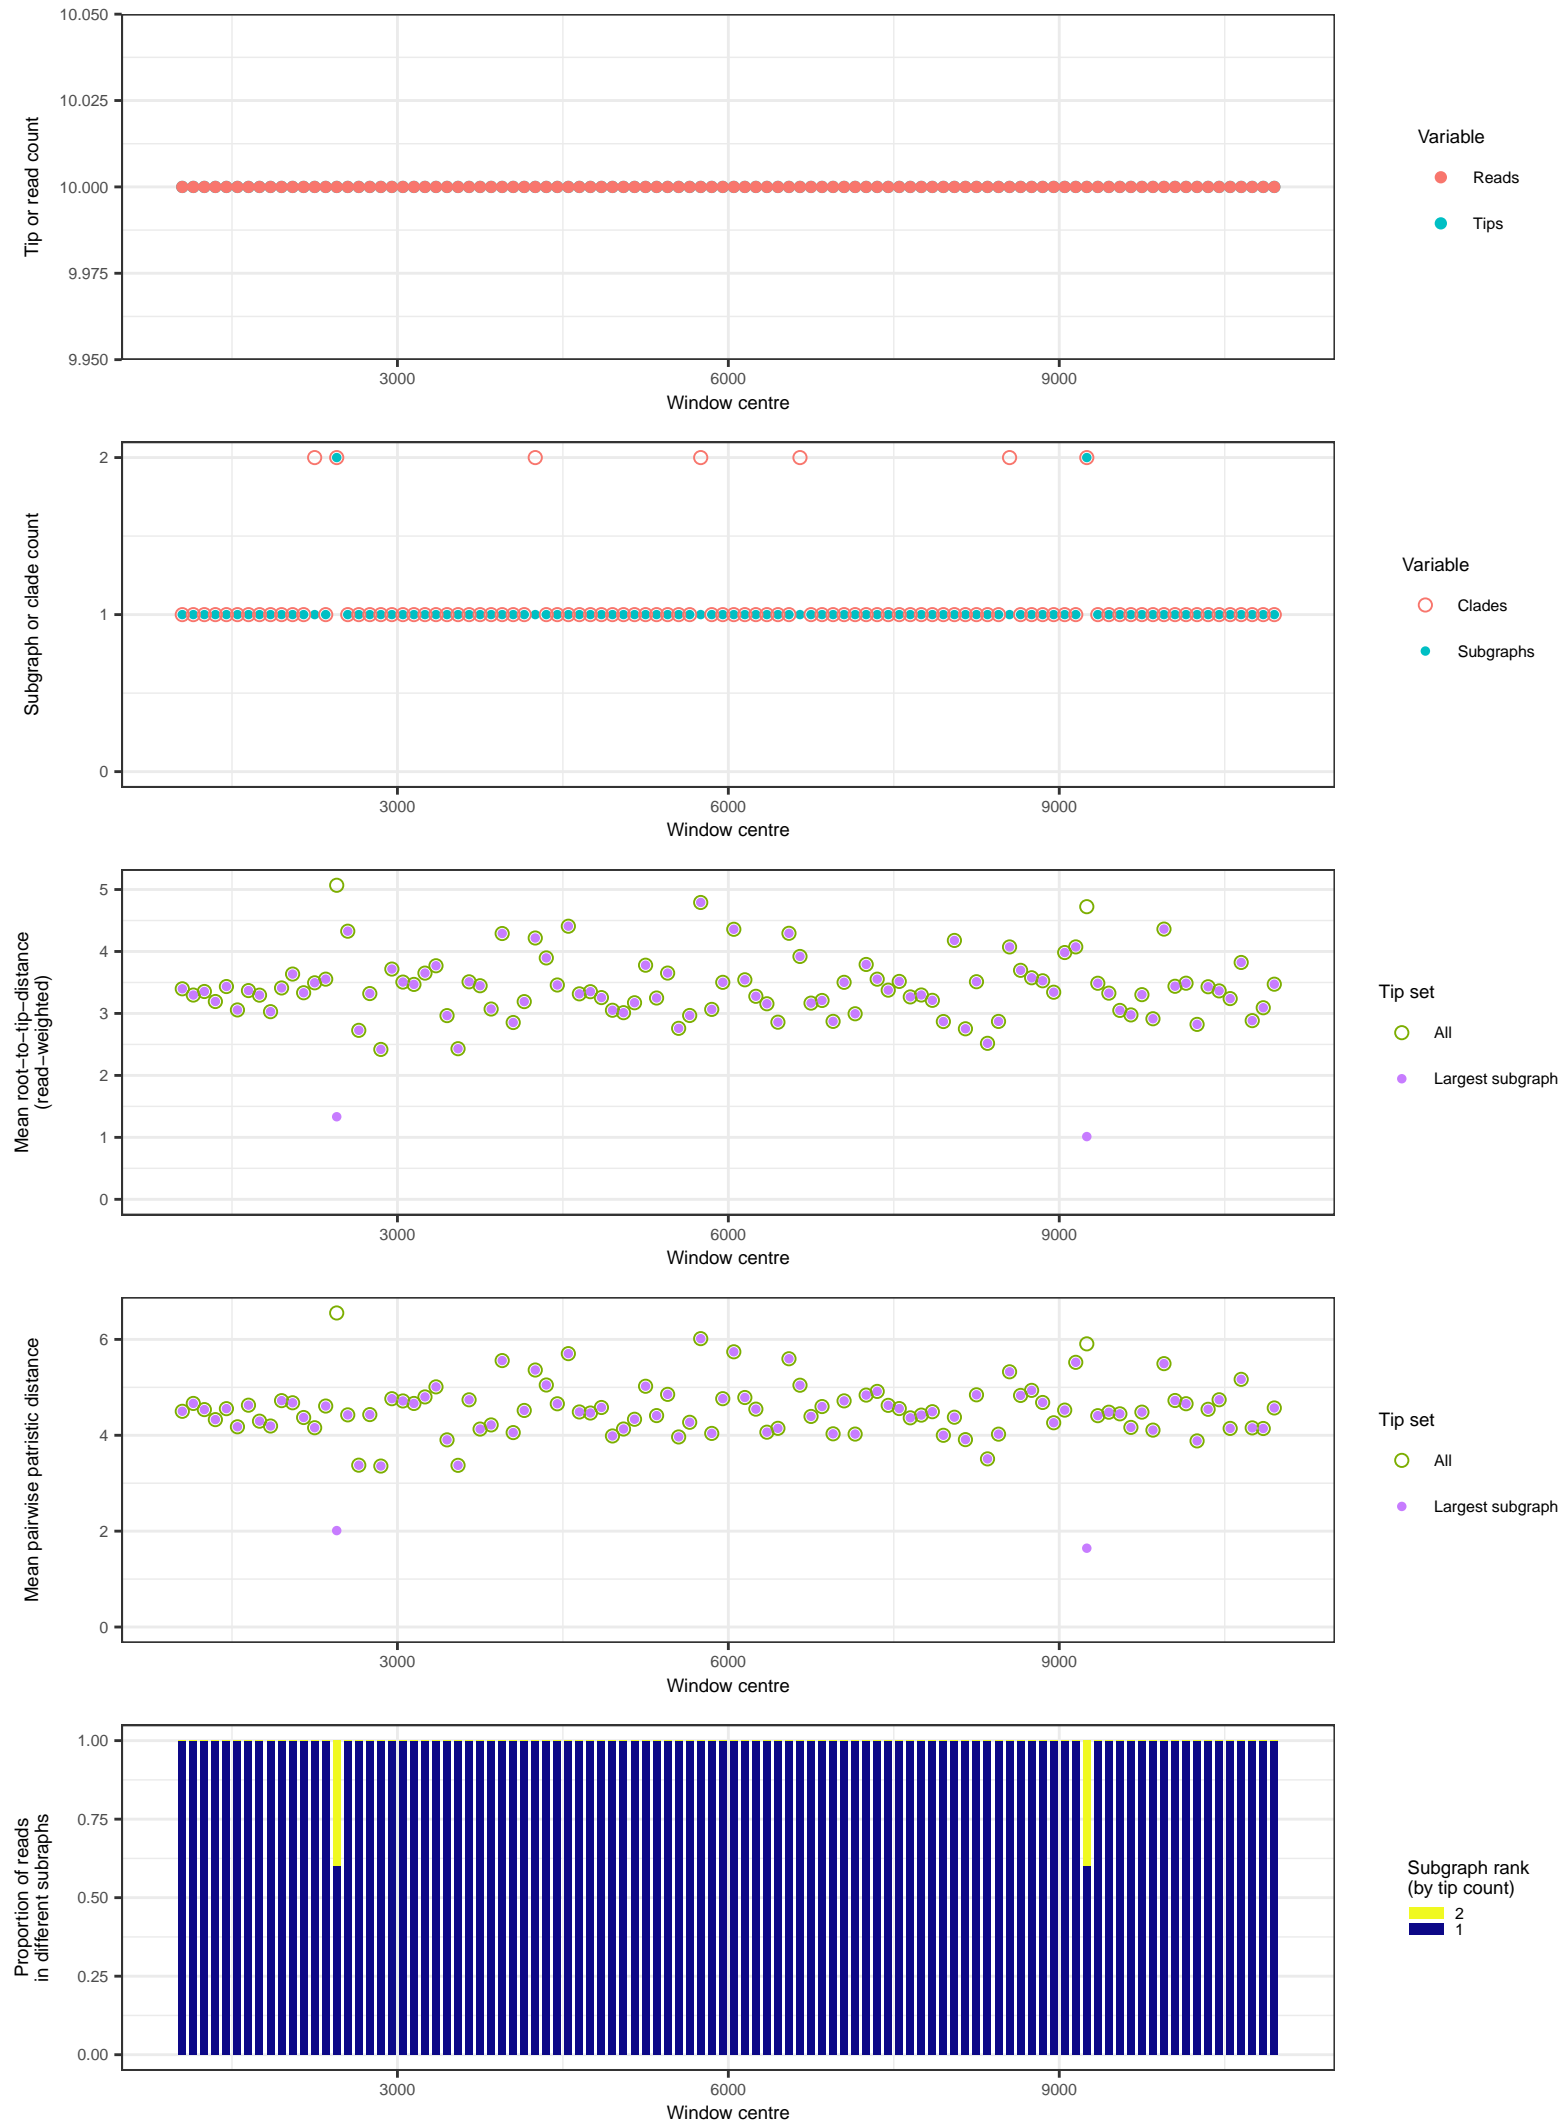 10.050
10.025
10.000
9.975
9.950
Tip or read count
3000 6000 9000
Window centre
Variable
Reads
Tips
2
1
0
Subgraph or clade count
3000 6000 9000
Window centre
Variable
Clades
Subgraphs
5
4
3
2
1
0
Mean root−to−tip−distance
(read−weighted)
3000 6000 9000
Window centre
Tip set
All
Largest subgraph
6
4
2
0
Mean pairwise patristic distance
3000 6000 9000
Window centre
Tip set
All
Largest subgraph
1.00
0.75
0.50
0.25
0.00
Proportion of reads
in different subraphs
3000 6000 9000
Window centre
Subgraph rank
(by tip count)
2
1